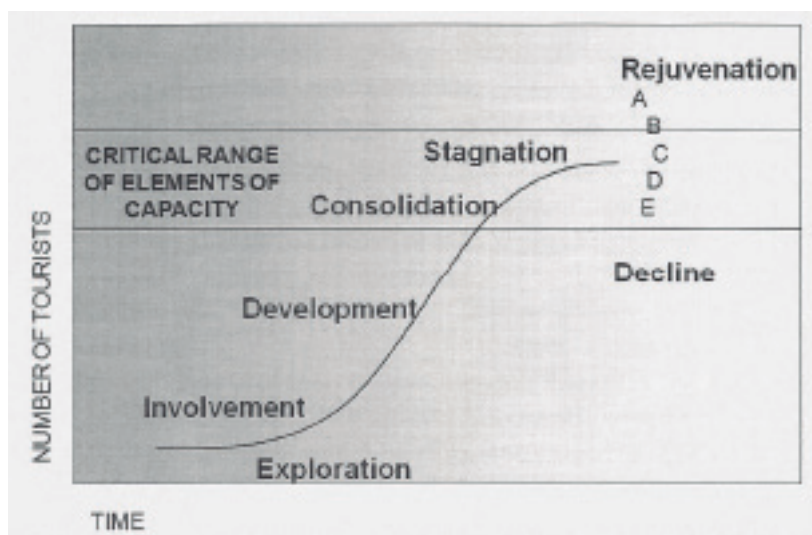 Rejuvenation
A
B
CRITICAL RANGE
OF ELEMENTS OF
CAPACITY
Stagnation
C
D
Consolidation
E
Decline
Development
Involvement
Exploration
NUMBER OF TOURISTS
TIME